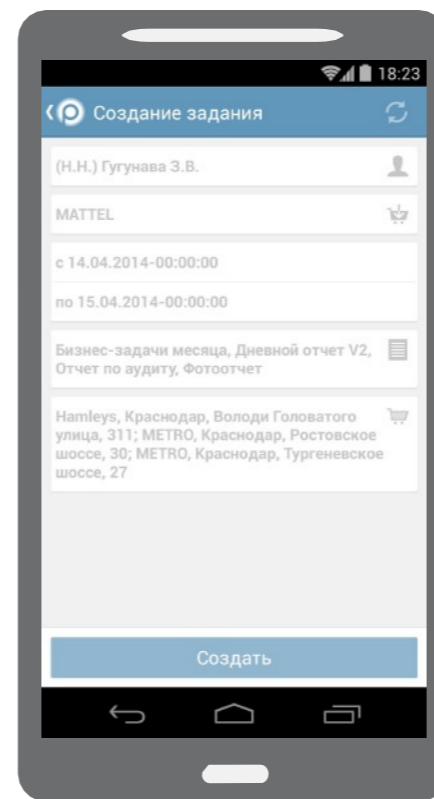 18:23
Создание задания
(Н.Н.) Гугунава З.В.
MATTEL
с 14.04.2014-00:00:00
по 15.04.2014-00:00:00
Бизнес-задачи месяца, Дневной отчет V2,
Отчет по аудиту, Фотоотчет
Hamleys, Краснодар, Володи Головатого
улица, 311; METRO, Краснодар, Ростовское
шоссе, 30; METRO, Краснодар, Тургеневское
шоссе, 27
Создать